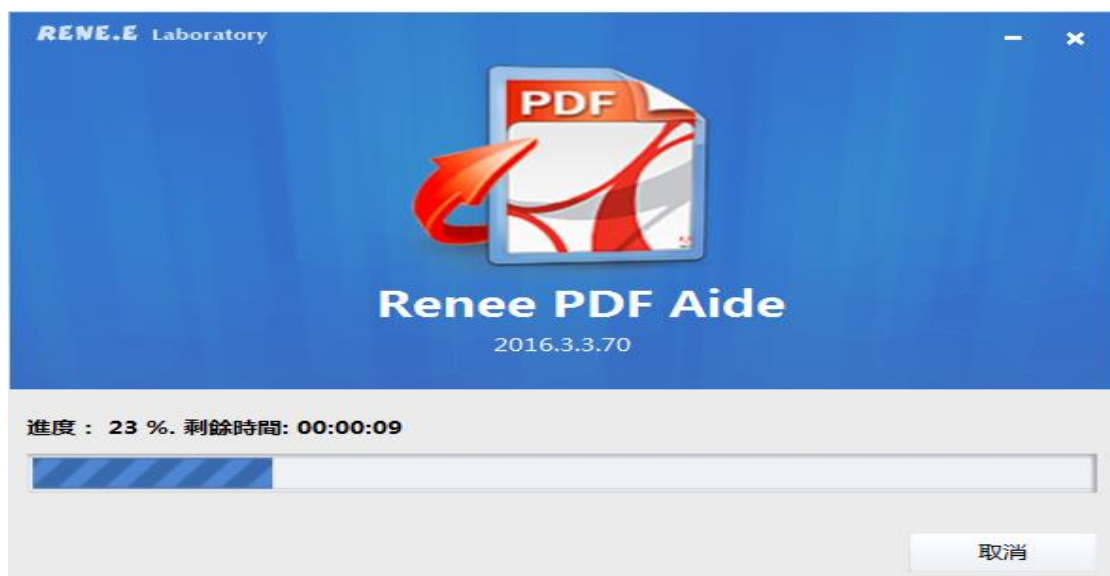 RENE.E Laboratory
PDF
Renee PDF Aide
2016.3.3.70
進度： 23 %. 剩餘時間: 00:00:09
取消